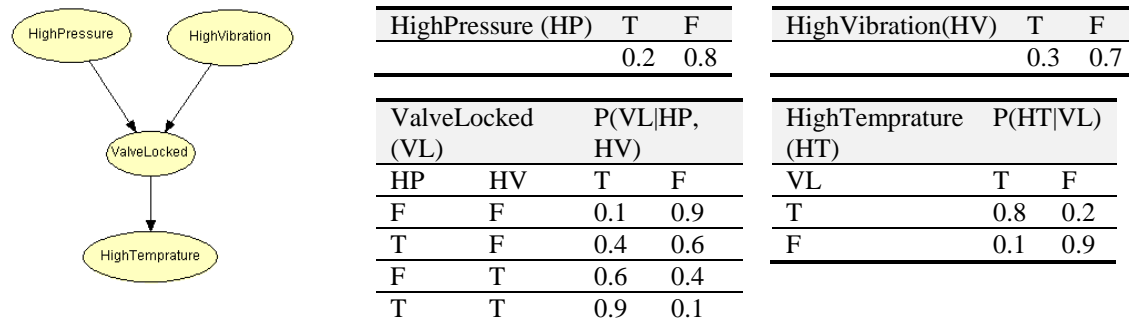 HighPressure
HighVibration
ValveLocked
HighTemprature
HighPressure (HP) T F
0.2 0.8
HighVibration(HV) T F
0.3 0.7
ValveLocked P(VL|HP,
(VL) HV)
HP HV T F
F F 0.1 0.9
T F 0.4 0.6
F T 0.6 0.4
T T 0.9 0.1
HighTemprature P(HT|VL)
(HT)
VL T F
T 0.8 0.2
F 0.1 0.9